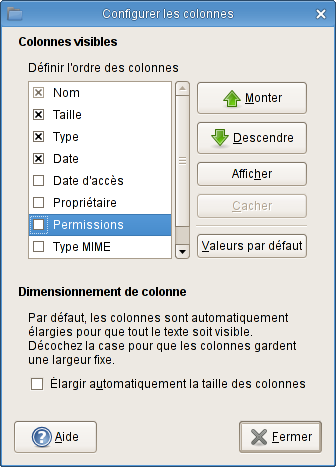 Configurer les colonnes
Colonnes visibles
Définir l'ordre des colonnes
Nom
Taille
Type
Date
Date d'accès
Propriétaire
Permissions
Type MIME
Monter
Descendre
Afficher
Cacher
Valeurs par défaut
Dimensionnement de colonne
Par défaut, les colonnes sont automatiquement
élargies pour que tout le texte soit visible.
Décochez la case pour que les colonnes gardent
une largeur fixe.
Élargir automatiquement la taille des colonnes
Aide
Fermer